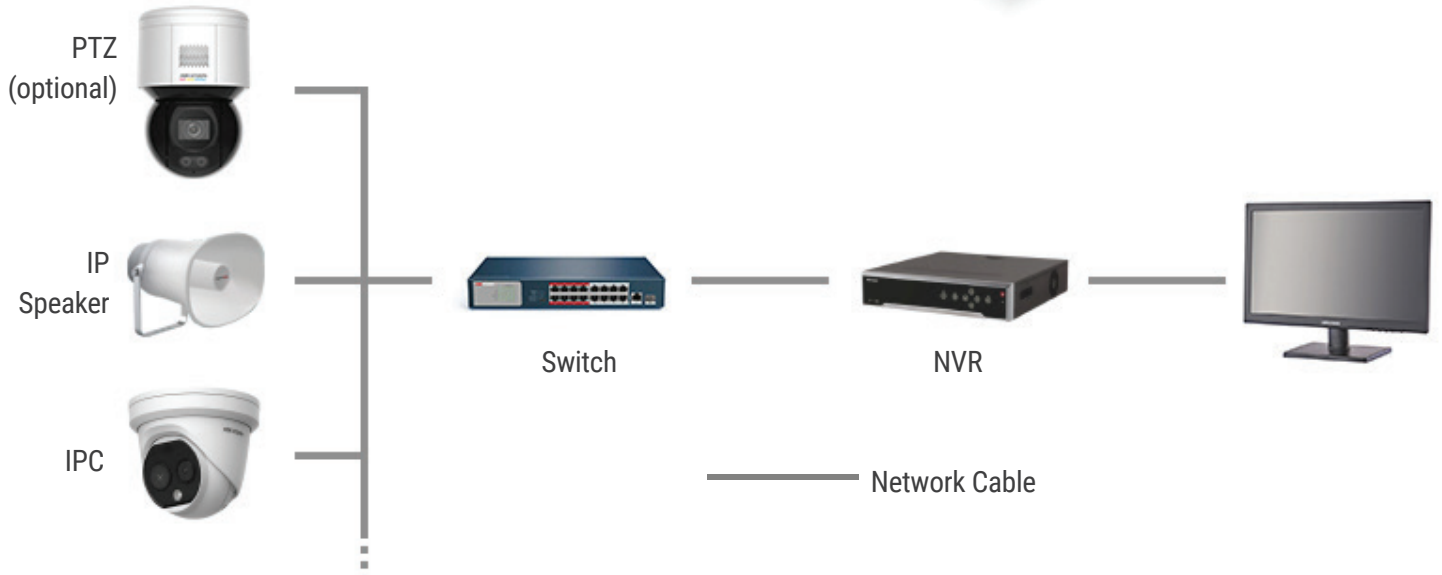 PTZ
(optional)
IP
Speaker
Switch
NVR
IPC
Network Cable